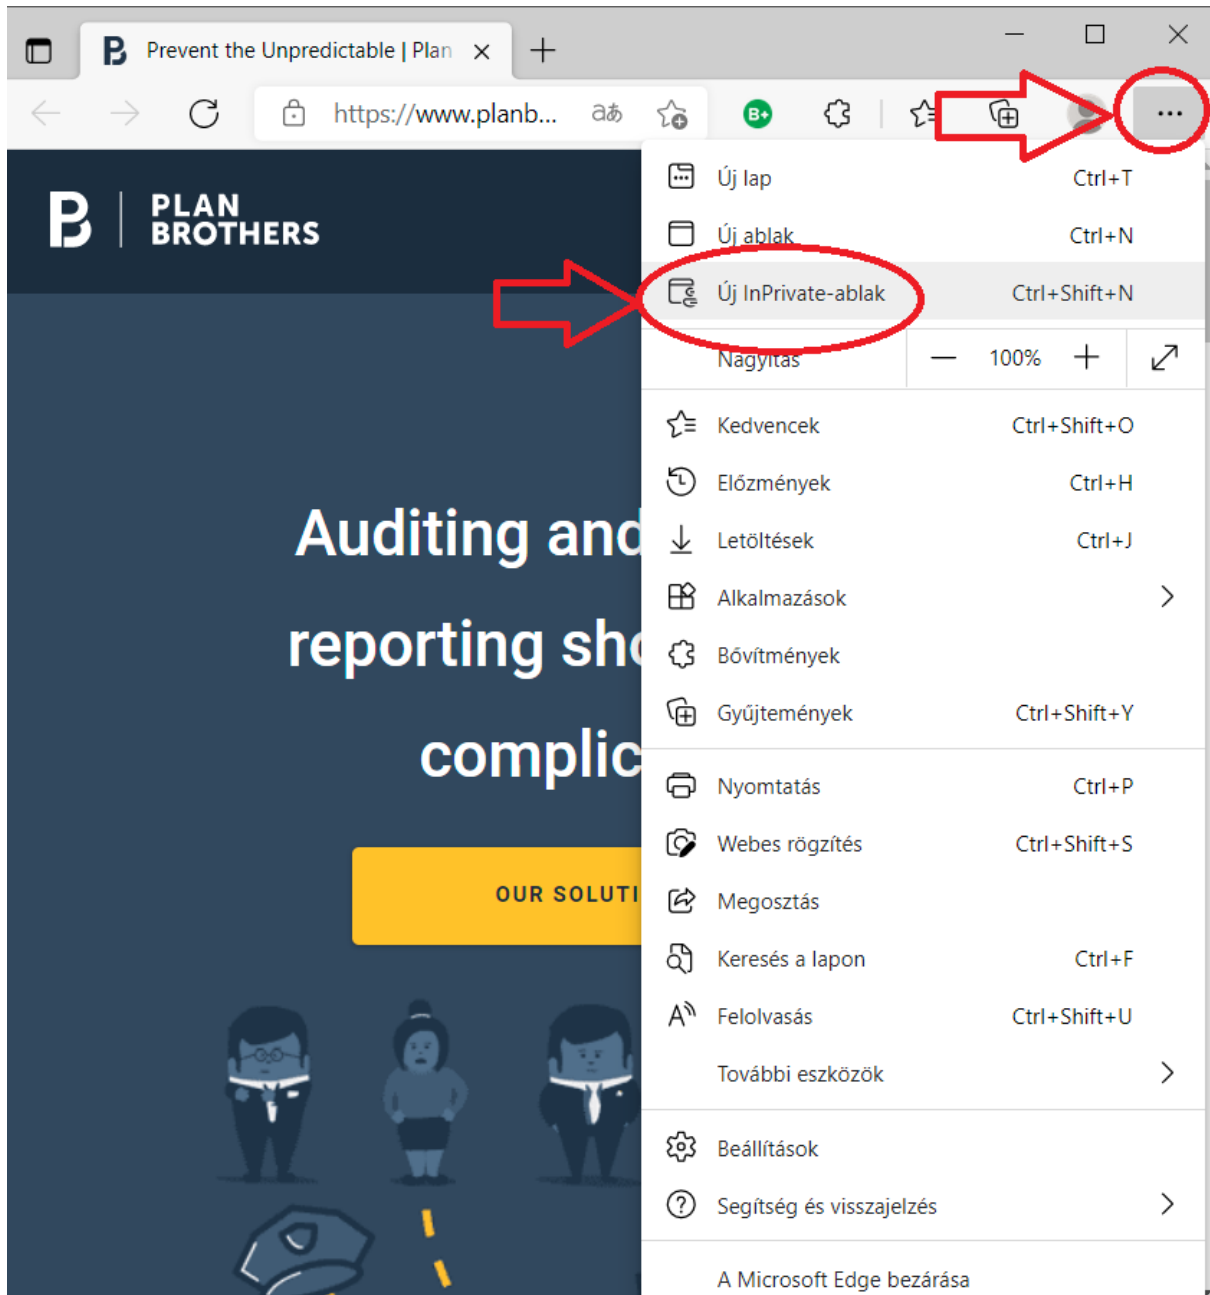 Prevent the Unpredictable | Plan
https://www.planb...
aあ
B+
PLAN
BROTHERS
Auditing and
reporting sho
complic
OUR SOLUTI
Új lap Ctrl+T
Új ablak Ctrl+N
Új InPrivate-ablak Ctrl+Shift+N
Nagyítás 100%
Kedvencek Ctrl+Shift+O
Előzmények Ctrl+H
Letöltések Ctrl+J
Alkalmazások
Bővítmények
Gyűjtemények Ctrl+Shift+Y
Nyomtatás Ctrl+P
Webes rögzítés Ctrl+Shift+S
Megosztás
Keresés a lapon Ctrl+F
Felolvasás Ctrl+Shift+U
További eszközök
Beállítások
Segítség és visszajelzés
A Microsoft Edge bezárása